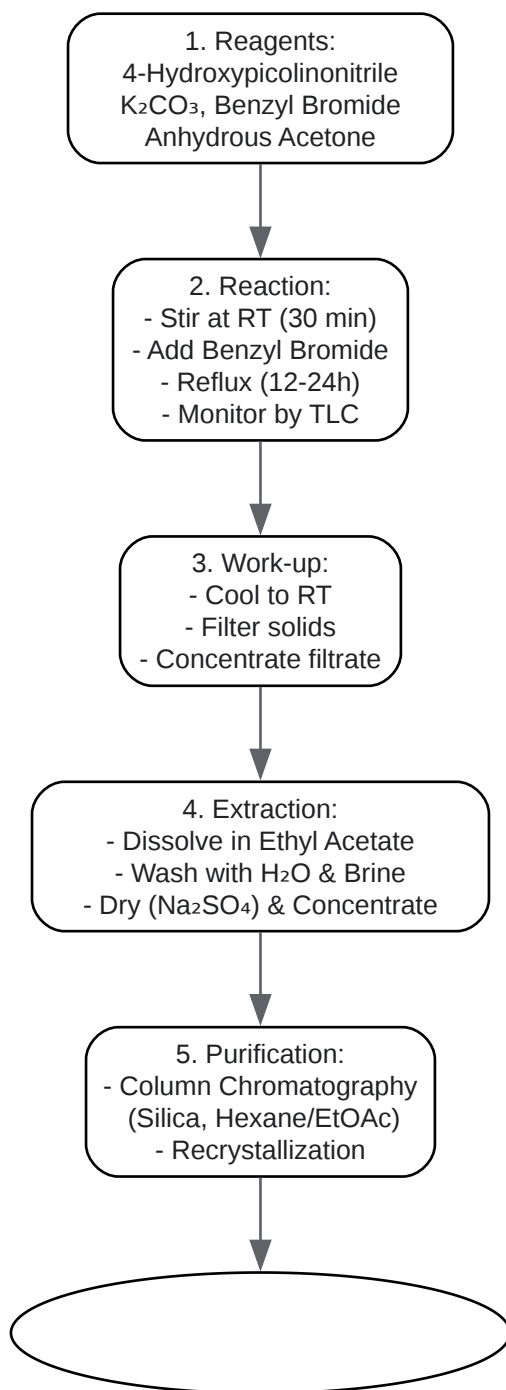 1. Reagents:
4-Hydroxypicolinonitrile
K₂CO₃, Benzyl Bromide
Anhydrous Acetone
2. Reaction:
- Stir at RT (30 min)
- Add Benzyl Bromide
- Reflux (12-24h)
- Monitor by TLC
3. Work-up:
- Cool to RT
- Filter solids
- Concentrate filtrate
4. Extraction:
- Dissolve in Ethyl Acetate
- Wash with H₂O & Brine
- Dry (Na₂SO₄) & Concentrate
5. Purification:
- Column Chromatography
(Silica, Hexane/EtOAc)
- Recrystallization